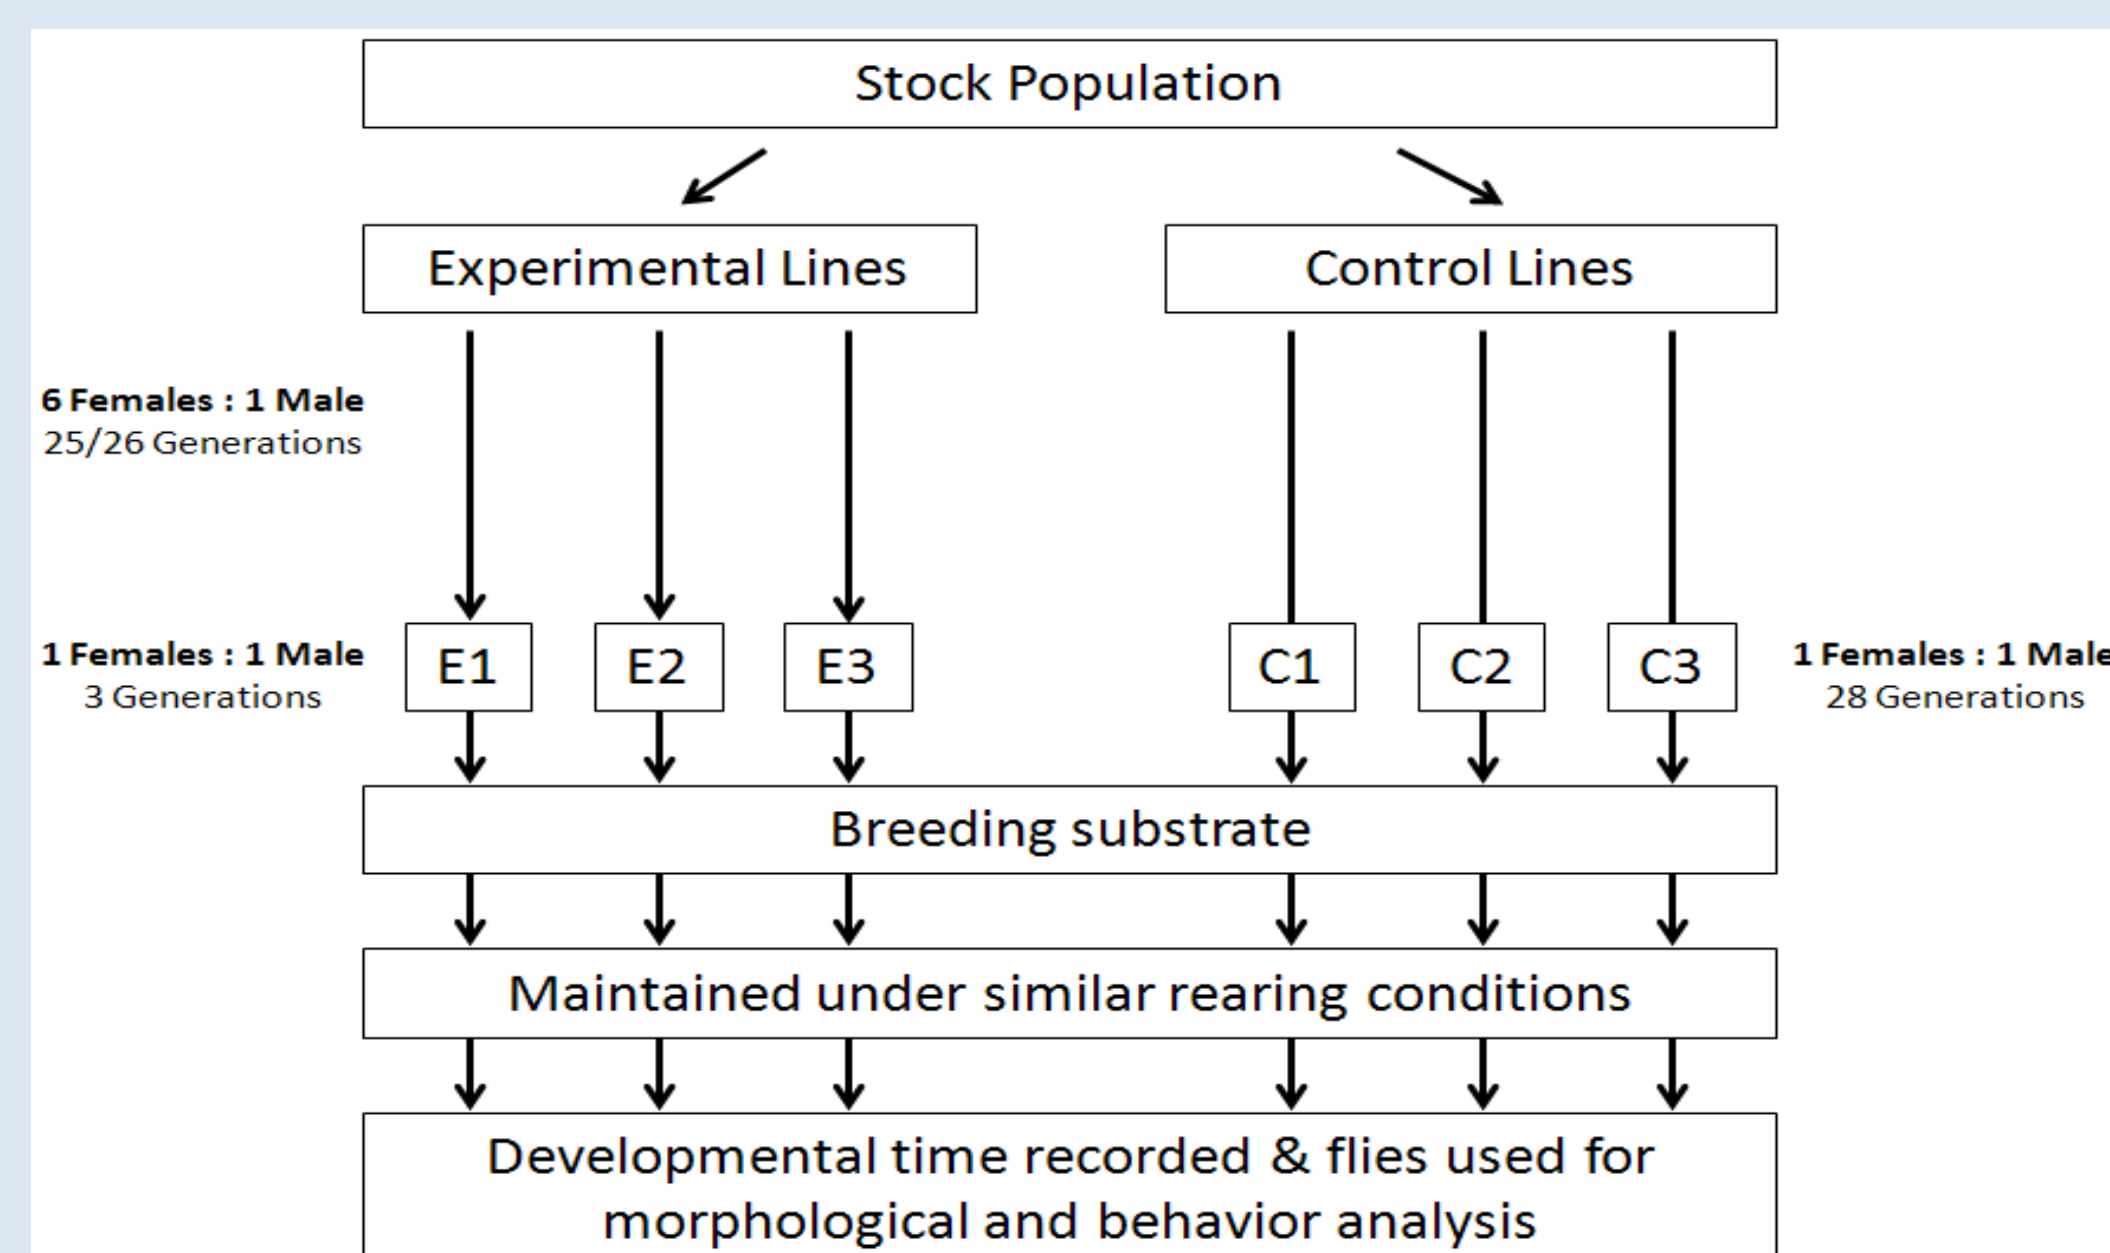 Stock Population
Experimental Lines
Control Lines
6 Females : 1 Male
25/26 Generations
1 Females : 1 Male
3 Generations
E1
E2
E3
C1
C2
C3
1 Females : 1 Male
28 Generations
Breeding substrate
Maintained under similar rearing conditions
Developmental time recorded & flies used for
morphological and behavior analysis